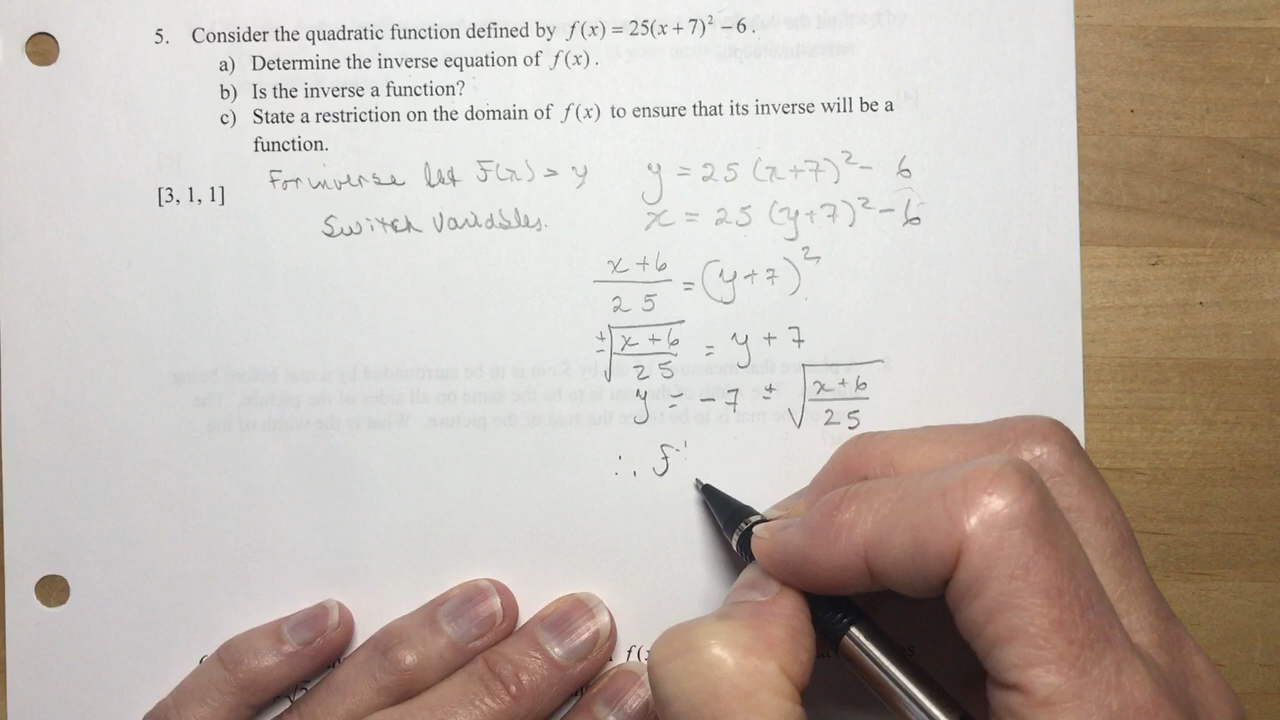 5. Consider the quadratic function defined by f(x) = 25(x+7)² – 6.
a) Determine the inverse equation of f(x).
b) Is the inverse a function?
c) State a restriction on the domain of f(x) to ensure that its inverse will be a
function.
[3, 1, 1]
For inverse let f(x) = y
y = 25(x+7)² - 6
Switch Variables.
x = 25(y+7)² - 6
(x+6)/25 = (y+7)²
±√((x+6)/25) = y+7
y = -7 ± √((x+6)/25)
∴ f⁻¹
f(